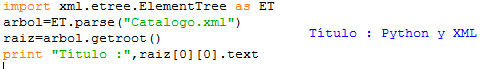 import xml.etree.ElementTree as ET
arbol=ET.parse("Catalogo.xml")
raiz=arbol.getroot()
print "Título :",raiz[0][0].text
Título : Python y XML